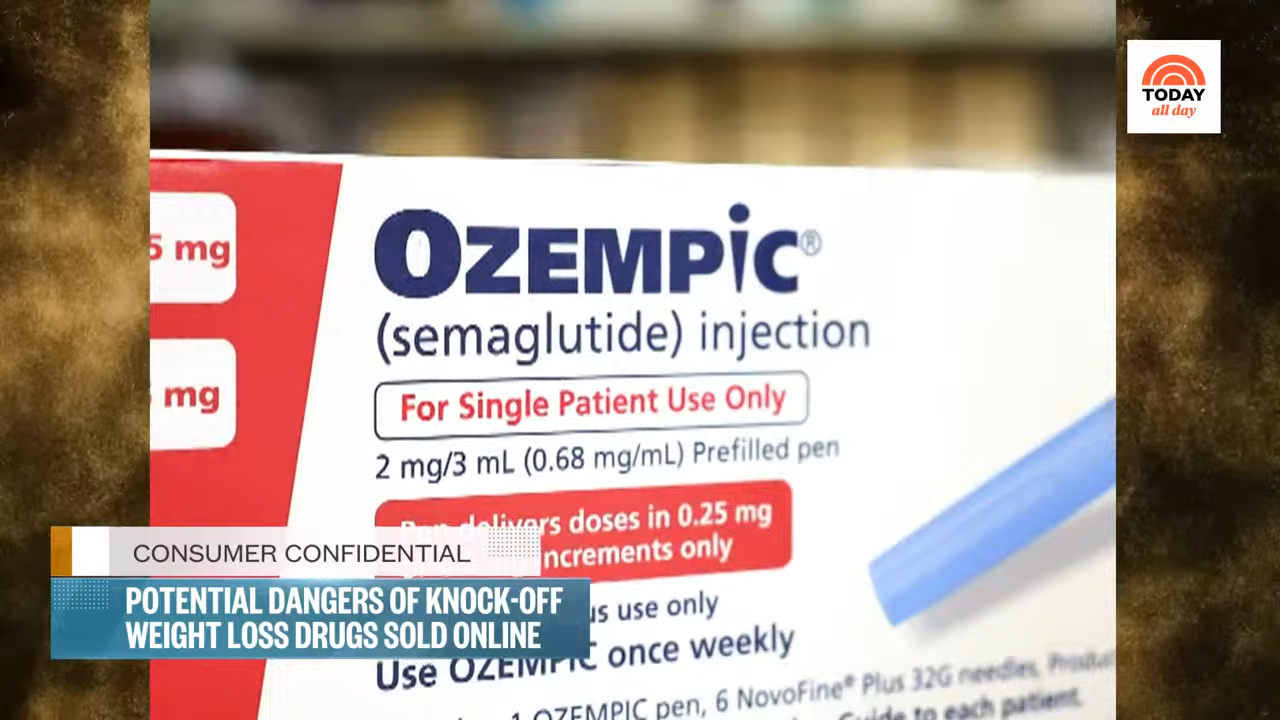 TODAY
all day
5 mg
mg
OZEMPIC®
(semaglutide) injection
For Single Patient Use Only
2 mg/3 mL (0.68 mg/mL) Prefilled pen
Pen delivers doses in 0.25 mg
increments only
us use only
Use OZEMPIC once weekly
1 OZEMPIC pen, 6 NovoFine® Plus 32G needles,
Guide to each patient.
CONSUMER CONFIDENTIAL
POTENTIAL DANGERS OF KNOCK-OFF
WEIGHT LOSS DRUGS SOLD ONLINE